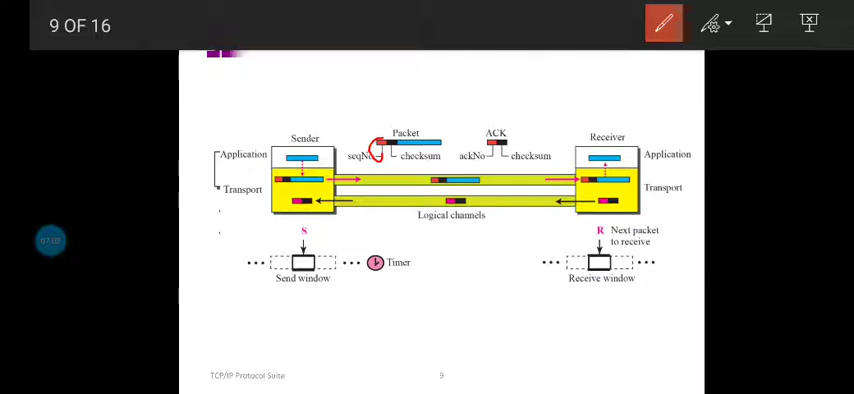 9 OF 16
Packet
ACK
Sender
Receiver
seqNo
checksum
ackNo
checksum
Application
Application
Transport
Transport
Logical channels
S
R
Next packet
to receive
Timer
Send window
Receive window
TCP/IP Protocol Suite
9